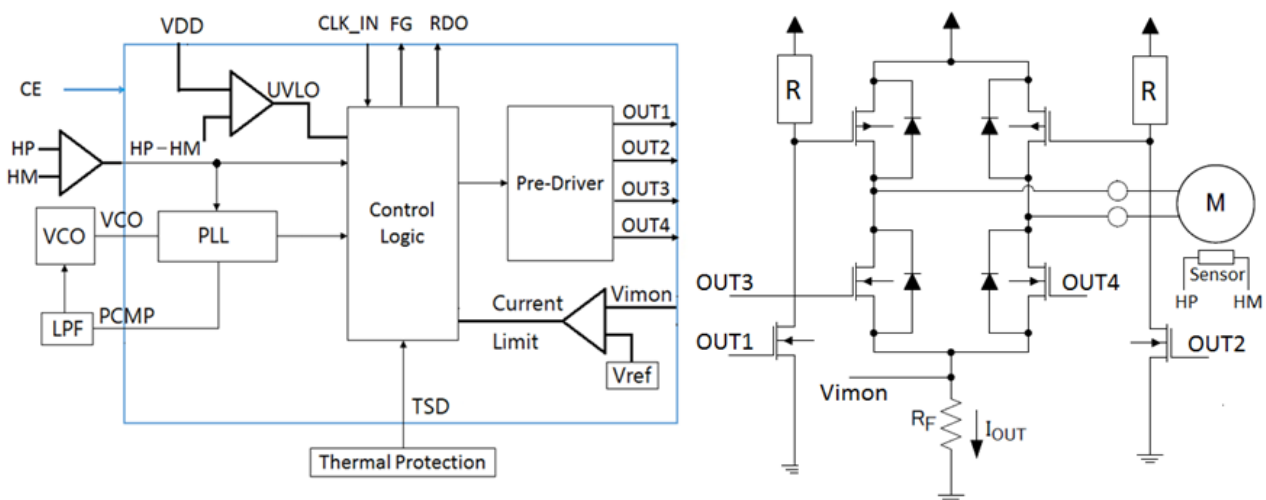 VDD
CLK_IN FG RDO
CE
UVLO
HP
HM
HP-HM
OUT1
OUT2
OUT3
OUT4
Pre-Driver
Control
Logic
VCO
VCO
PLL
LPF
PCMP
Current
Limit
Vimon
Vref
TSD
Thermal Protection
R
R
M
Sensor
HP
HM
OUT3
OUT4
OUT1
OUT2
Vimon
RF
IOUT